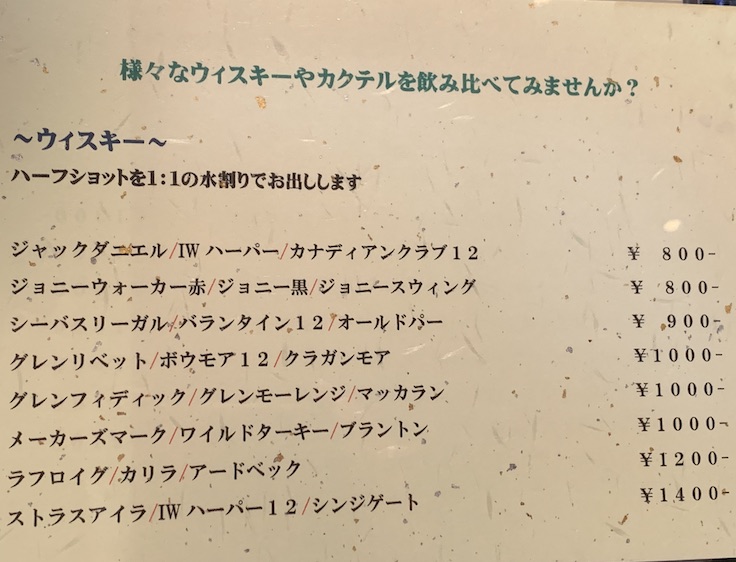 様々なウィスキーやカクテルを飲み比べてみませんか？
～ウィスキー～
ハーフショットを1：1の水割りでお出しします
ジャックダニエル/IWハーパー/カナディアンクラブ１２ ￥ ８００-
ジョニーウォーカー赤/ジョニー黒/ジョニースウィング ￥ ８００-
シーバスリーガル/バランタイン１２/オールドパー ￥ ９００-
グレンリベット/ボウモア１２/クラガンモア ￥１０００-
グレンフィディック/グレンモーレンジ/マッカラン ￥１０００-
メーカーズマーク/ワイルドターキー/ブラントン ￥１０００-
ラフロイグ/カリラ/アードベック ￥１２００-
ストラスアイラ/IWハーパー１２/シンジゲート ￥１４００-